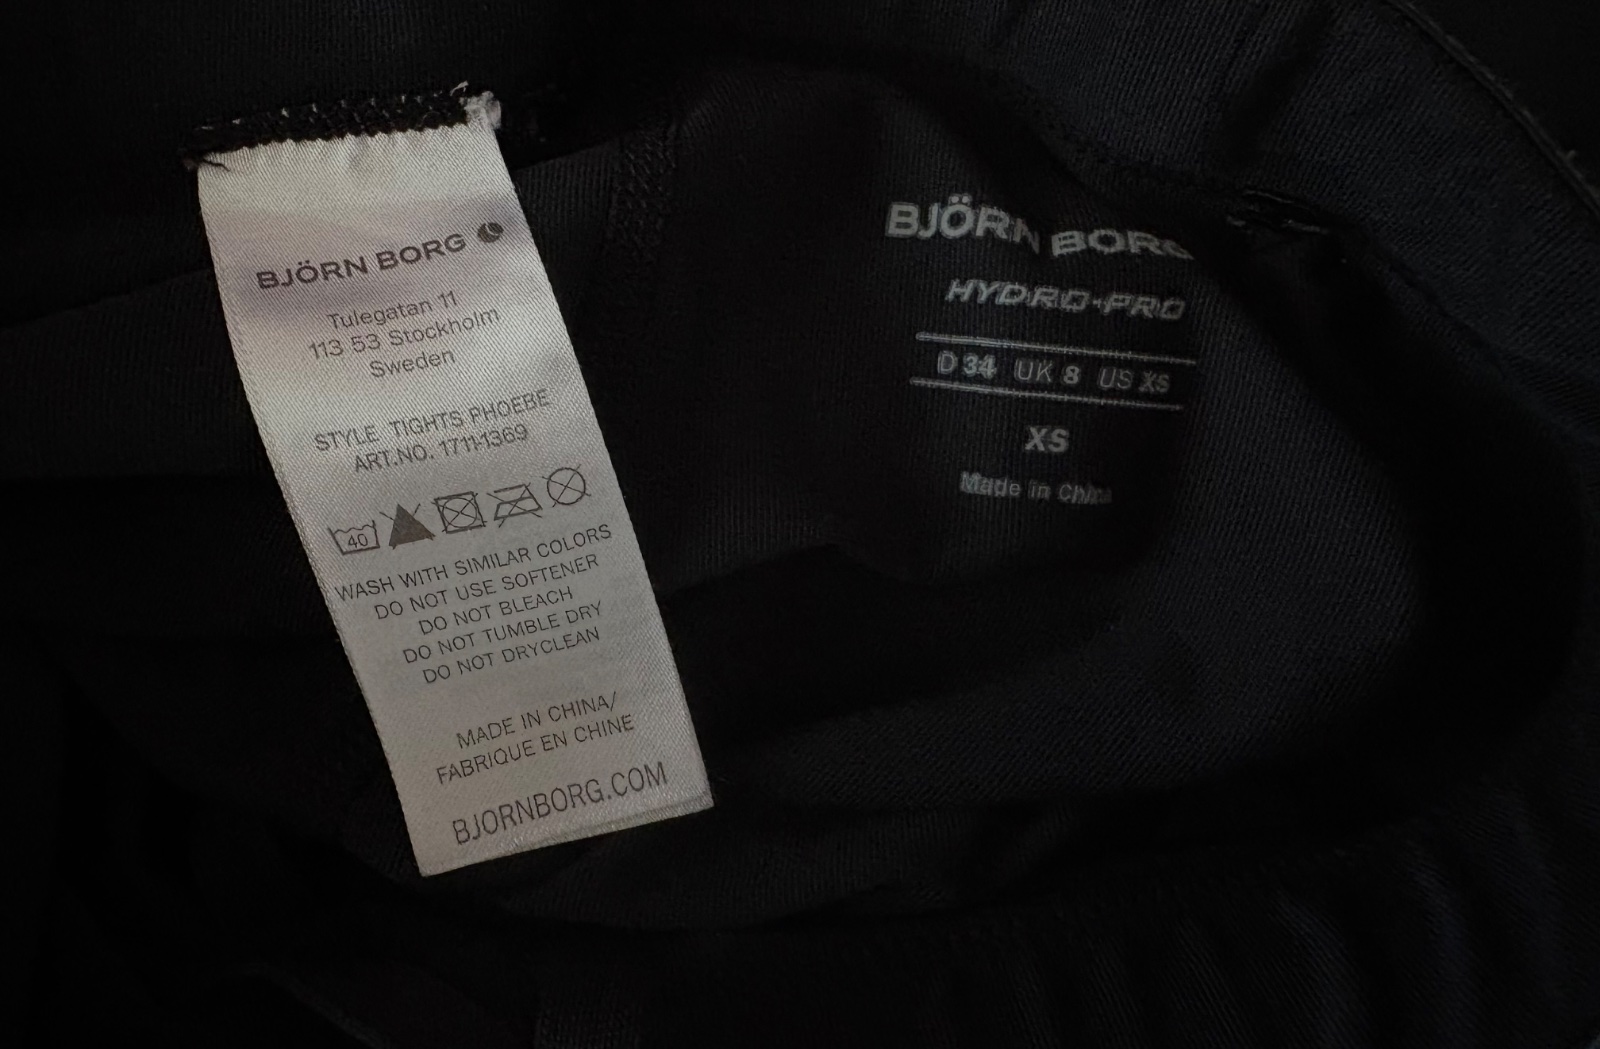 BJÖRN BORG
Tulegatan 11
113 53 Stockholm
Sweden
STYLE TIGHTS PHOEBE
ART.NO. 1711-1369
40
WASH WITH SIMILAR COLORS
DO NOT USE SOFTENER
DO NOT BLEACH
DO NOT TUMBLE DRY
DO NOT DRYCLEAN
MADE IN CHINA/
FABRIQUE EN CHINE
BJORNBORG.COM
BJÖRN BORG
HYDRO-PRO
D 34 UK 8 US XS
XS
Made in China